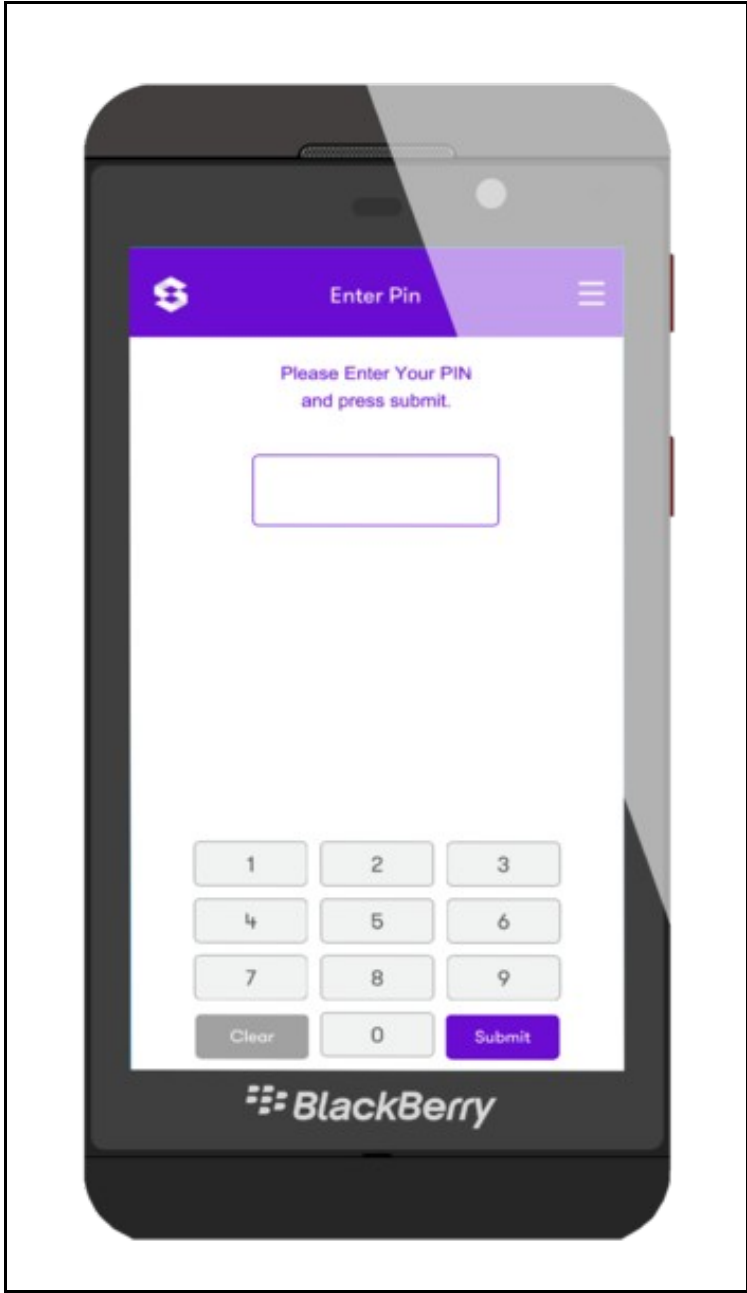 Enter Pin
Please Enter Your PIN
and press submit.
1 2 3
4 5 6
7 8 9
Clear 0 Submit
BlackBerry